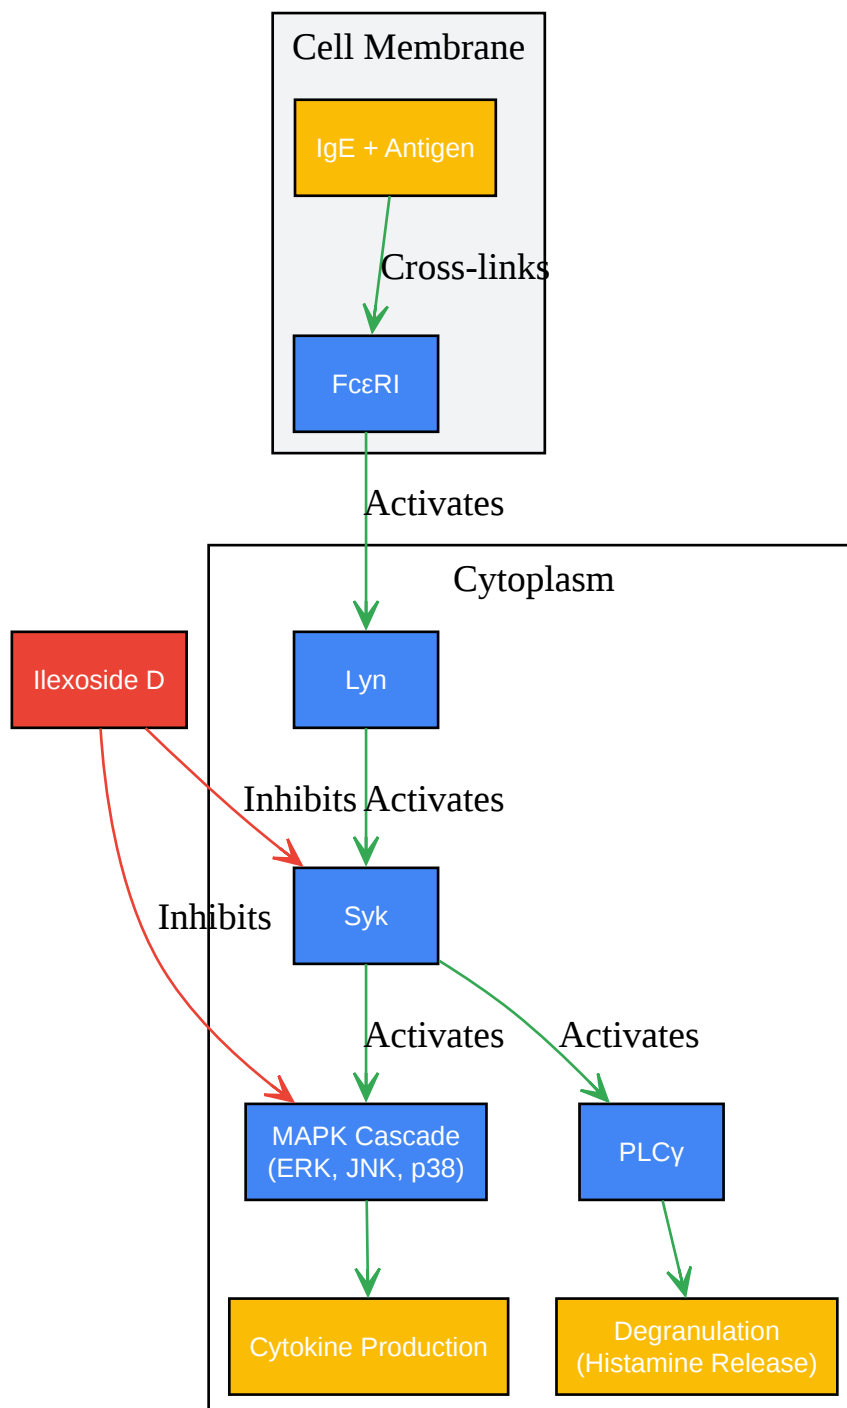 Cell Membrane
IgE + Antigen
Cross-links
FcεRI
Activates
Cytoplasm
Ilexoside D
Lyn
Inhibits
Activates
Inhibits
Syk
Activates
Activates
MAPK Cascade
(ERK, JNK, p38)
PLCγ
Cytokine Production
Degranulation
(Histamine Release)